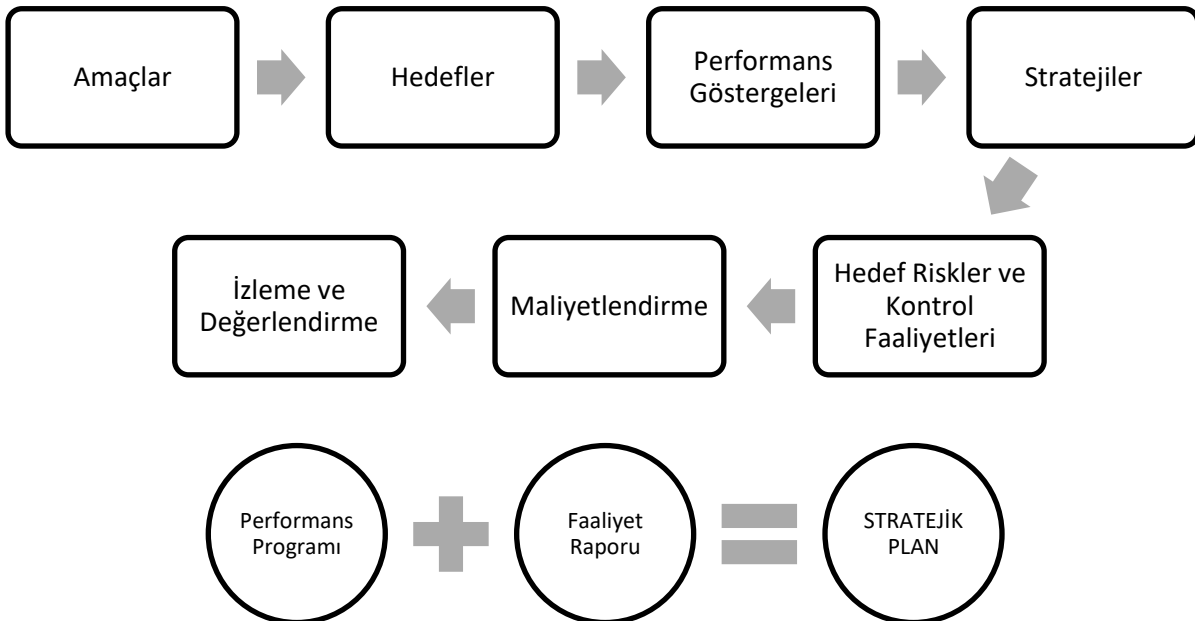 Amaçlar
Hedefler
Performans
Göstergeleri
Stratejiler
Hedef Riskler ve
Kontrol
Faaliyetleri
Maliyetlendirme
İzleme ve
Değerlendirme
Performans
Programı
Faaliyet
Raporu
STRATEJİK
PLAN